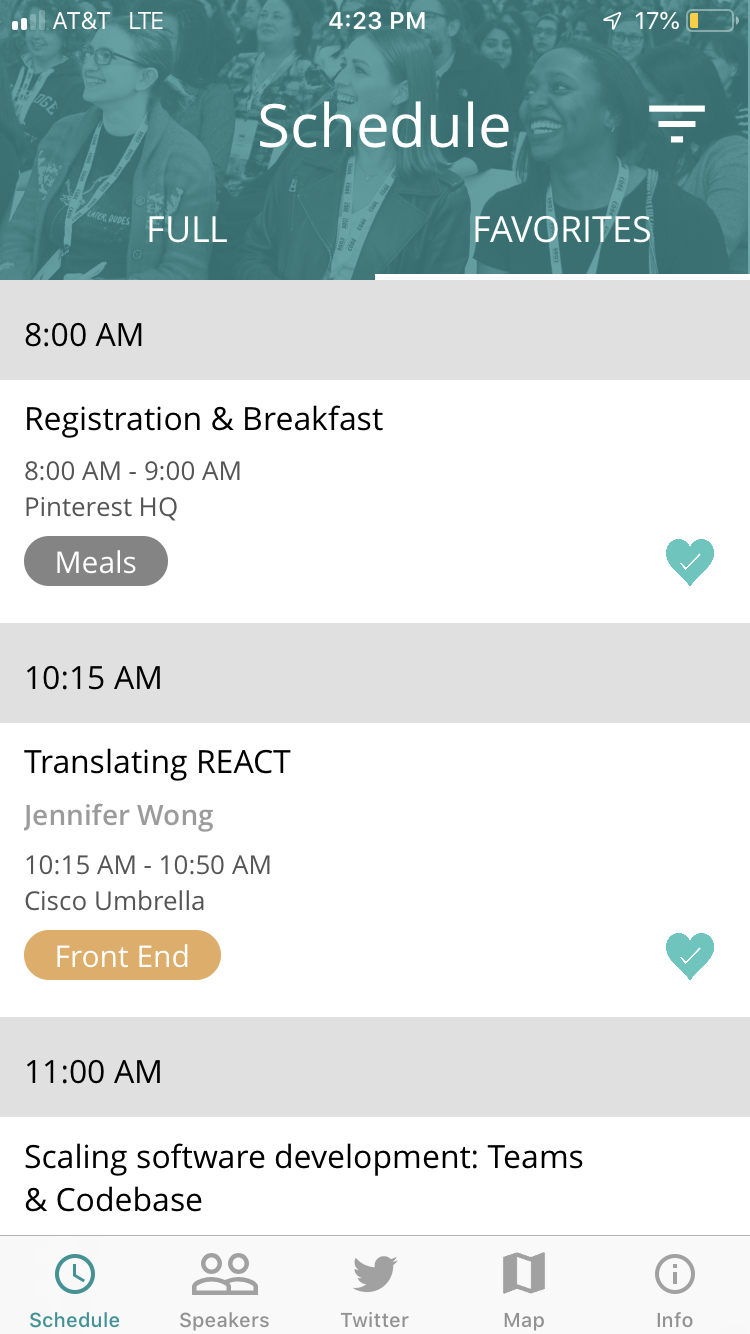 AT&T LTE 4:23 PM 17%
Schedule
FULL FAVORITES
8:00 AM
Registration & Breakfast
8:00 AM - 9:00 AM
Pinterest HQ
Meals
10:15 AM
Translating REACT
Jennifer Wong
10:15 AM - 10:50 AM
Cisco Umbrella
Front End
11:00 AM
Scaling software development: Teams
& Codebase
Schedule Speakers Twitter Map Info